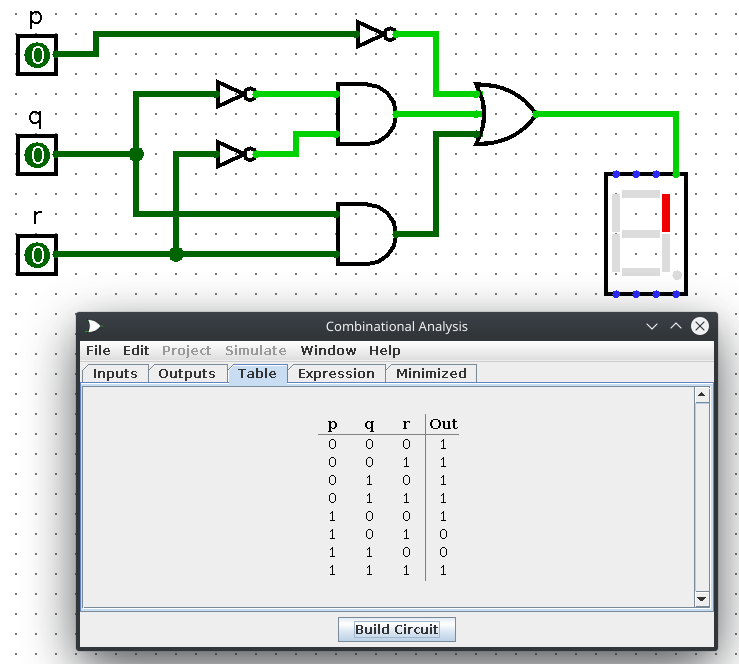 p
0
q
0
r
0
Combinational Analysis
File Edit Project Simulate Window Help
Inputs Outputs Table Expression Minimized
p q r Out
0 0 0 1
0 0 1 1
0 1 0 1
0 1 1 1
1 0 0 1
1 0 1 0
1 1 0 0
1 1 1 1
Build Circuit